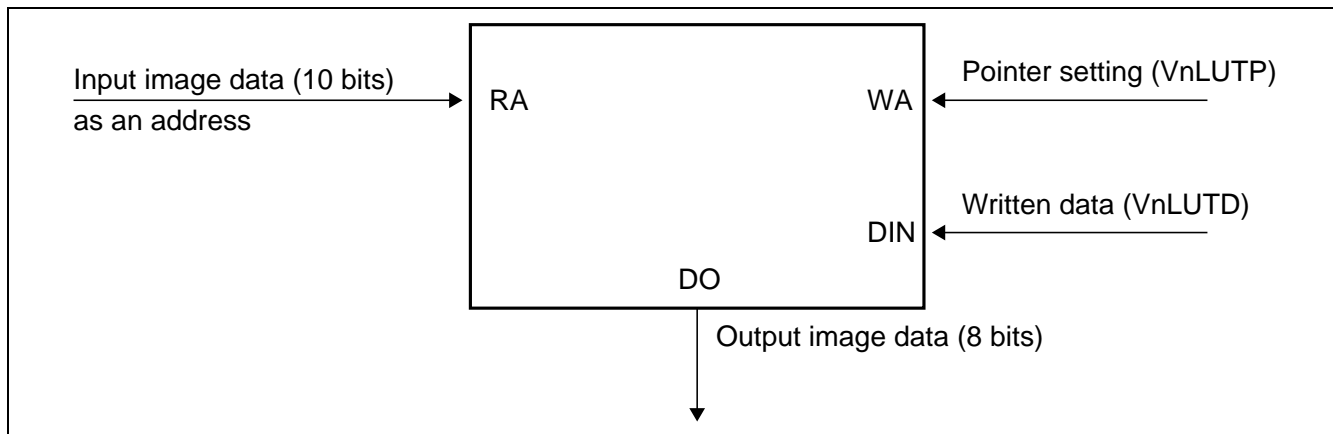 Input image data (10 bits)
as an address
RA
WA
Pointer setting (VnLUTP)
DIN
Written data (VnLUTD)
DO
Output image data (8 bits)